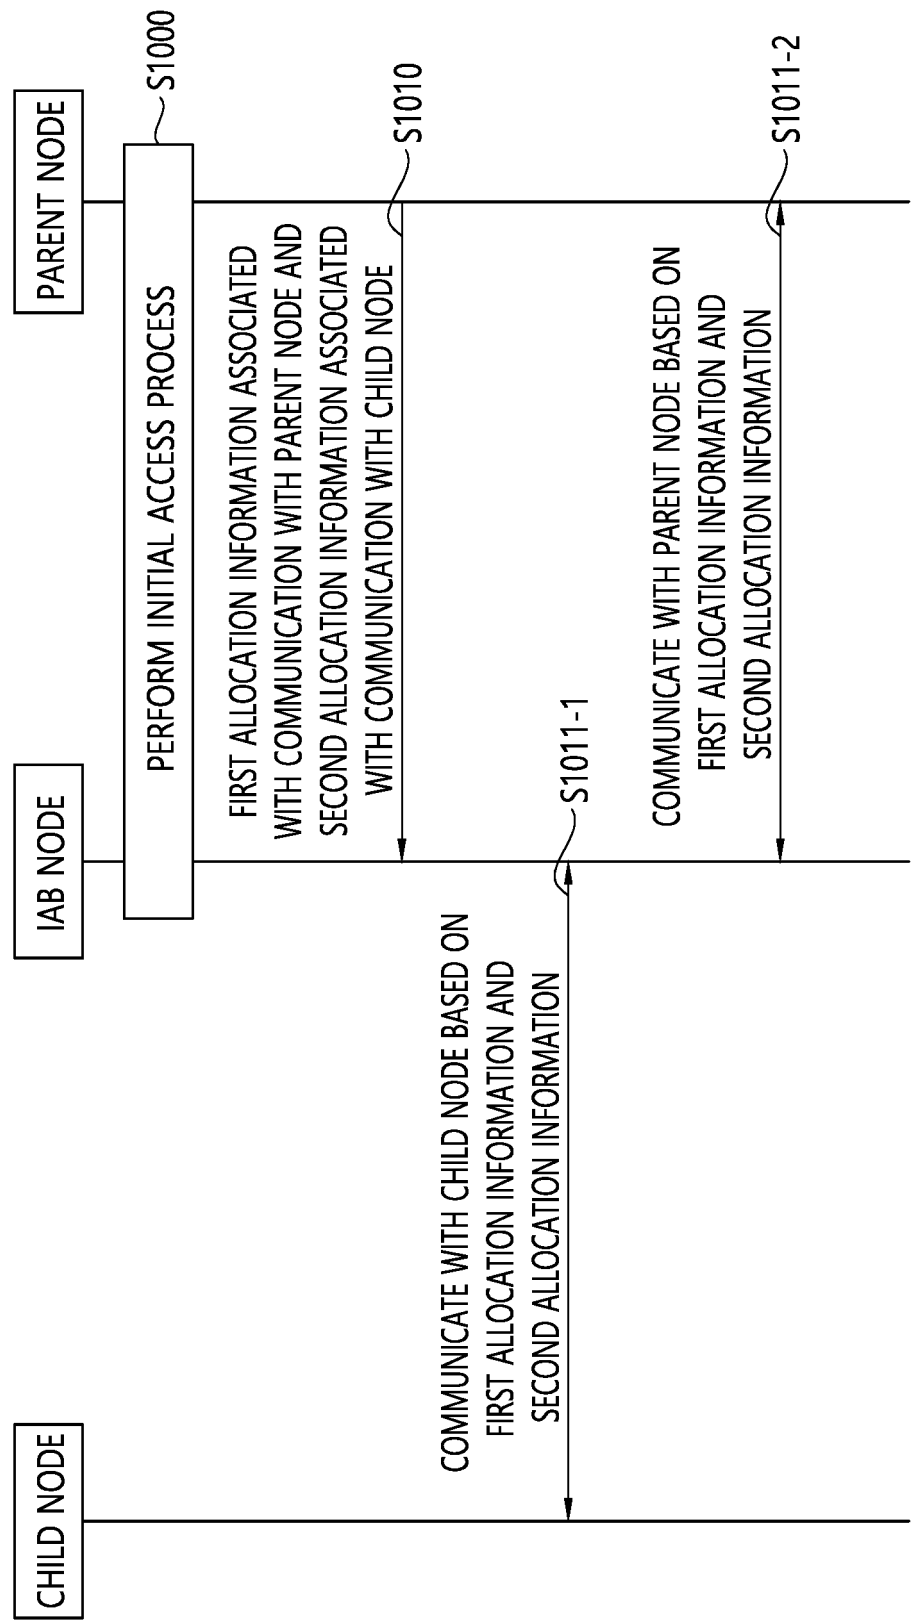 CHILD NODE
IAB NODE
PARENT NODE
PERFORM INITIAL ACCESS PROCESS
S1000
FIRST ALLOCATION INFORMATION ASSOCIATED
WITH COMMUNICATION WITH PARENT NODE AND
SECOND ALLOCATION INFORMATION ASSOCIATED
WITH COMMUNICATION WITH CHILD NODE
S1010
COMMUNICATE WITH CHILD NODE BASED ON
FIRST ALLOCATION INFORMATION AND
SECOND ALLOCATION INFORMATION
S1011-1
COMMUNICATE WITH PARENT NODE BASED ON
FIRST ALLOCATION INFORMATION AND
SECOND ALLOCATION INFORMATION
S1011-2